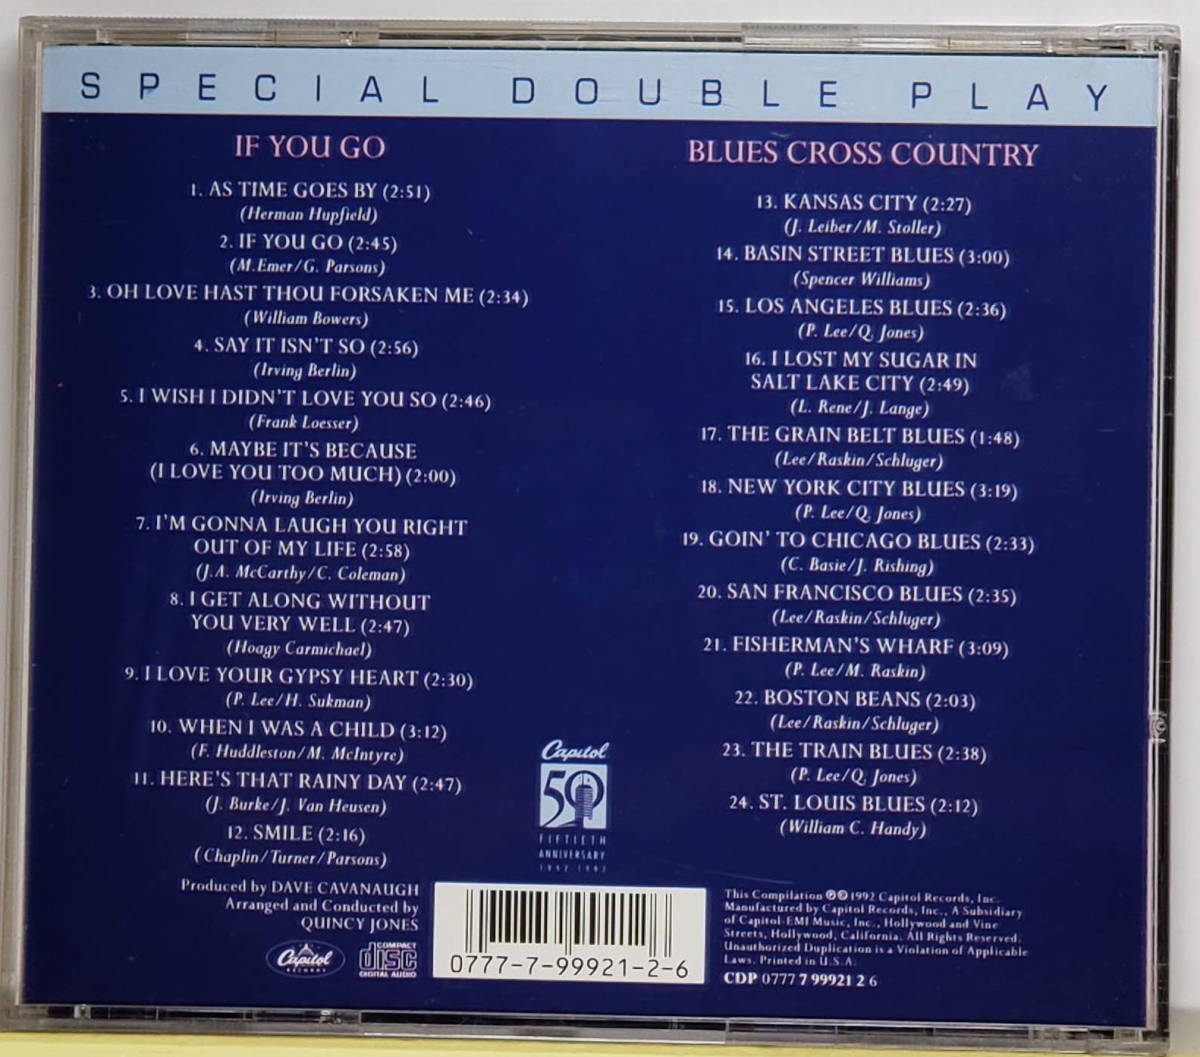 SPECIAL DOUBLE PLAY
IF YOU GO
1. AS TIME GOES BY (2:51)
(Herman Hupfield)
2. IF YOU GO (2:45)
(M.Emer/G. Parsons)
3. OH LOVE HAST THOU FORSAKEN ME (2:34)
(William Bowers)
4. SAY IT ISN'T SO (2:56)
(Irving Berlin)
5. I WISH I DIDN'T LOVE YOU SO (2:46)
(Frank Loesser)
6. MAYBE IT'S BECAUSE
(I LOVE YOU TOO MUCH) (2:00)
(Irving Berlin)
7. I'M GONNA LAUGH YOU RIGHT
OUT OF MY LIFE (2:58)
(J.A. McCarthy/C. Coleman)
8. I GET ALONG WITHOUT
YOU VERY WELL (2:47)
(Hoagy Carmichael)
9. I LOVE YOUR GYPSY HEART (2:30)
(P. Lee/H. Sukman)
10. WHEN I WAS A CHILD (3:12)
(F. Huddleston/M. McIntyre)
11. HERE'S THAT RAINY DAY (2:47)
(J. Burke/J. Van Heusen)
12. SMILE (2:16)
(Chaplin/Turner/Parsons)
Produced by DAVE CAVANAUGH
Arranged and Conducted by
QUINCY JONES
Capitol
RECORDS
COMPACT
disc
DIGITAL AUDIO
BLUES CROSS COUNTRY
13. KANSAS CITY (2:27)
(J. Leiber/M. Stoller)
14. BASIN STREET BLUES (3:00)
(Spencer Williams)
15. LOS ANGELES BLUES (2:36)
(P. Lee/Q. Jones)
16. I LOST MY SUGAR IN
SALT LAKE CITY (2:49)
(L. Rene/J. Lange)
17. THE GRAIN BELT BLUES (1:48)
(Lee/Raskin/Schluger)
18. NEW YORK CITY BLUES (3:19)
(P. Lee/Q. Jones)
19. GOIN' TO CHICAGO BLUES (2:33)
(C. Basie/J. Rishing)
20. SAN FRANCISCO BLUES (2:35)
(Lee/Raskin/Schluger)
21. FISHERMAN'S WHARF (3:09)
(P. Lee/M. Raskin)
22. BOSTON BEANS (2:03)
(Lee/Raskin/Schluger)
23. THE TRAIN BLUES (2:38)
(P. Lee/Q. Jones)
24. ST. LOUIS BLUES (2:12)
(William C. Handy)
Capitol
50
FIFTIETH
ANNIVERSARY
1942-1992
0777-7-99921-2-6
This Compilation ℗© 1992 Capitol Records, Inc.
Manufactured by Capitol Records, Inc., A Subsidiary
of Capitol-EMI Music, Inc., Hollywood and Vine
Streets, Hollywood, California. All Rights Reserved.
Unauthorized Duplication is a Violation of Applicable
Laws. Printed in U.S.A.
CDP 0777 7 99921 2 6